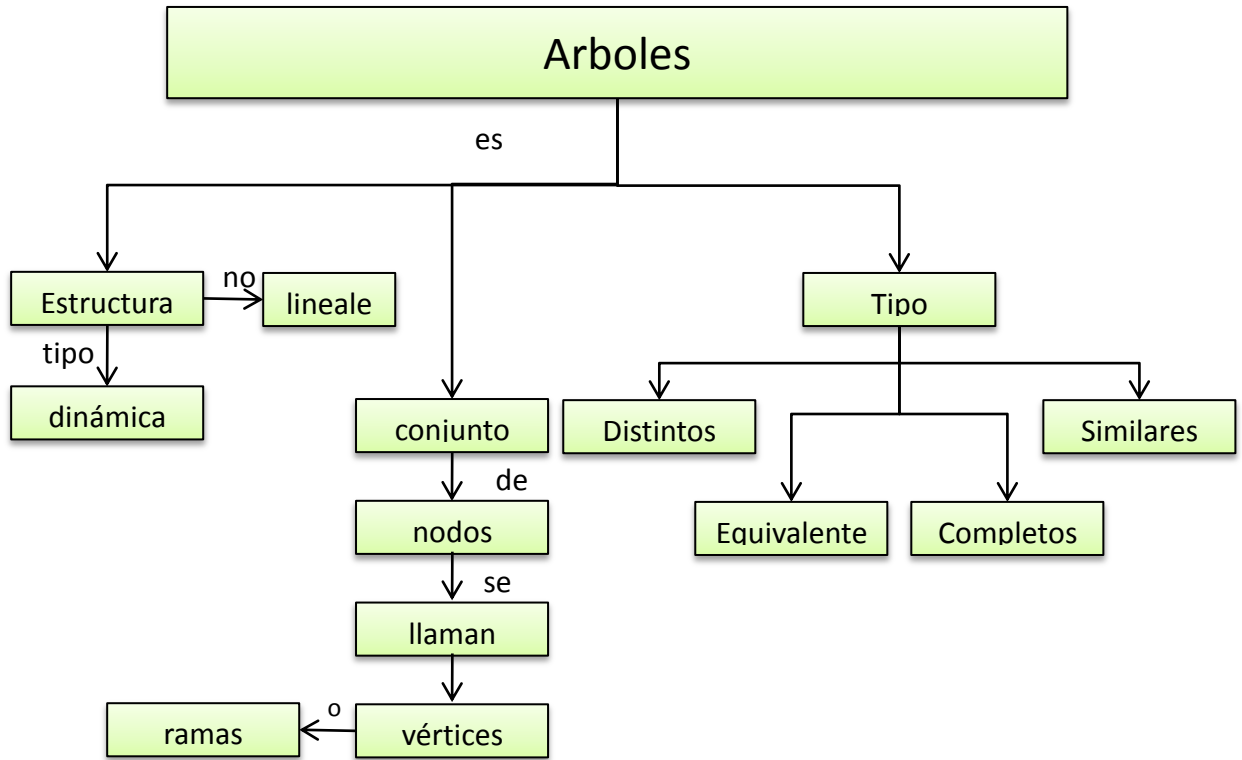 Arboles
es
Estructura
no
lineale
tipo
dinámica
conjunto
de
nodos
se
llaman
vértices
o
ramas
Tipo
Distintos
Similares
Equivalente
Completos